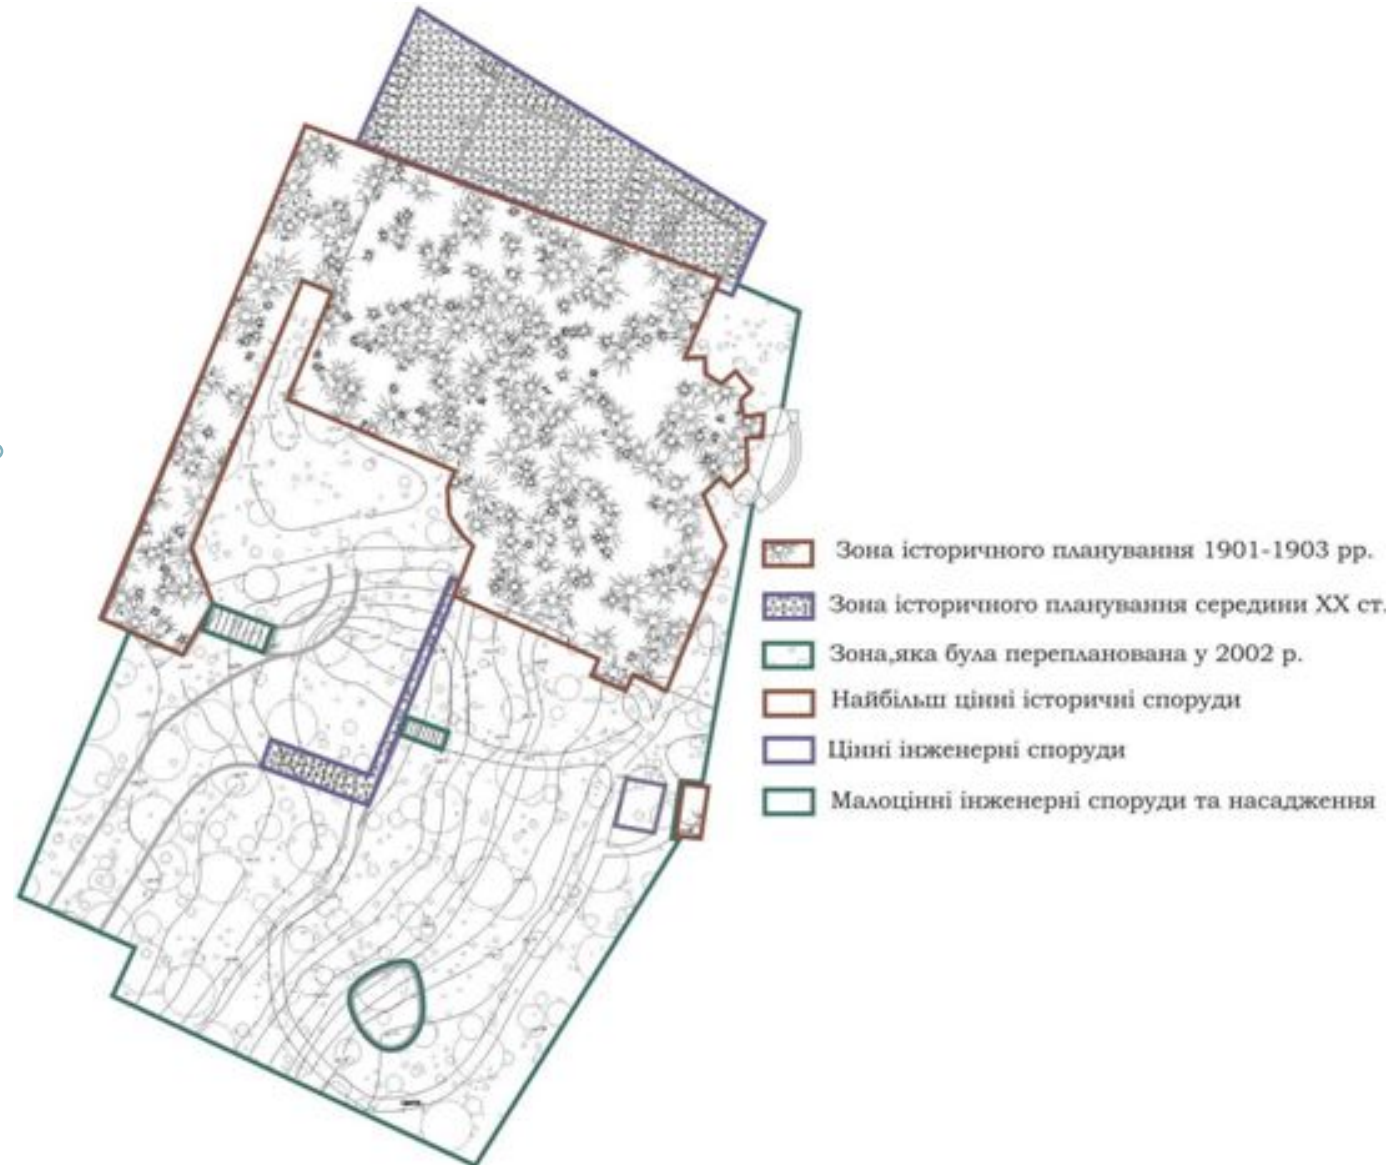 Зона історичного планування 1901-1903 рр.
Зона історичного планування середини ХХ ст.
Зона,яка була перепланована у 2002 р.
Найбільш цінні історичні споруди
Цінні інженерні споруди
Малоцінні інженерні споруди та насадження